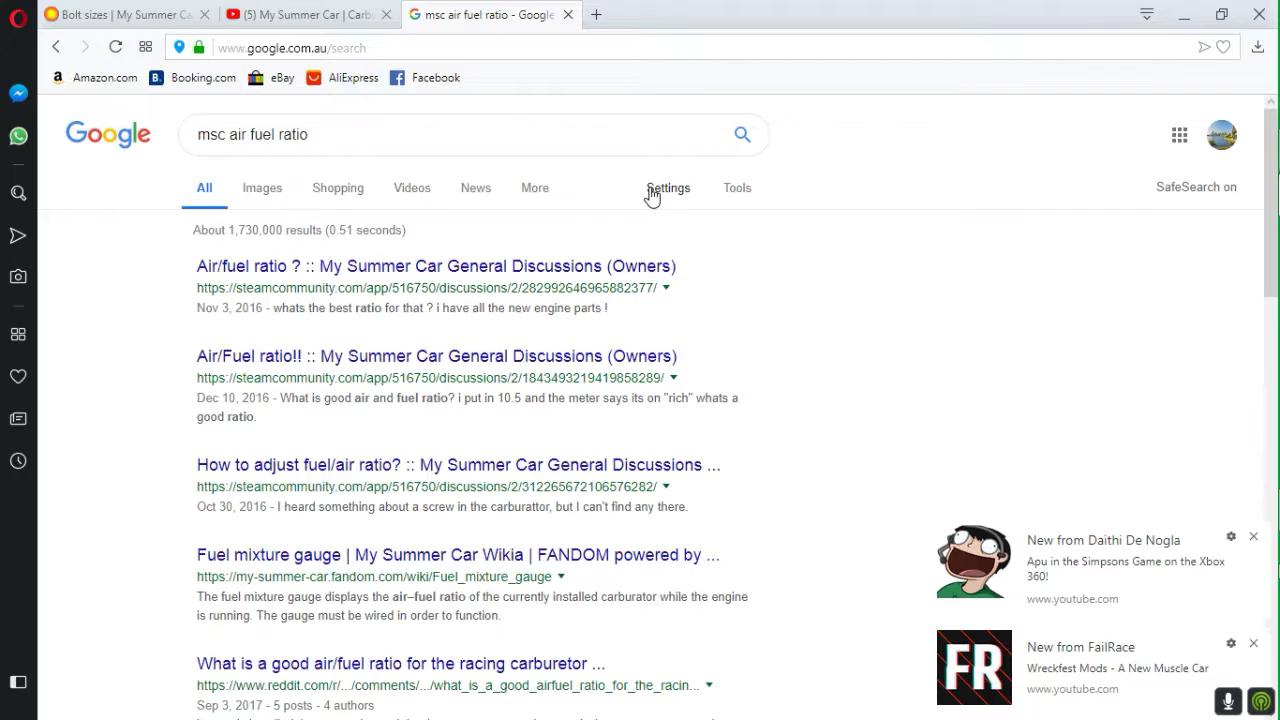 Bolt sizes | My Summer Ca
(5) My Summer Car | Carbu
msc air fuel ratio - Google
www.google.com.au/search
Amazon.com
Booking.com
eBay
AliExpress
Facebook
Google
msc air fuel ratio
All
Images
Shopping
Videos
News
More
Settings
Tools
SafeSearch on
About 1,730,000 results (0.51 seconds)
Air/fuel ratio ? :: My Summer Car General Discussions (Owners)
https://steamcommunity.com/app/516750/discussions/2/282992646965882377/
Nov 3, 2016 - whats the best ratio for that ? i have all the new engine parts !
Air/Fuel ratio!! :: My Summer Car General Discussions (Owners)
https://steamcommunity.com/app/516750/discussions/2/1843493219419858289/
Dec 10, 2016 - What is good air and fuel ratio? i put in 10.5 and the meter says its on "rich" whats a
good ratio.
How to adjust fuel/air ratio? :: My Summer Car General Discussions ...
https://steamcommunity.com/app/516750/discussions/2/312265672106576282/
Oct 30, 2016 - I heard something about a screw in the carburattor, but I can't find any there.
Fuel mixture gauge | My Summer Car Wikia | FANDOM powered by ...
https://my-summer-car.fandom.com/wiki/Fuel_mixture_gauge
The fuel mixture gauge displays the air–fuel ratio of the currently installed carburator while the engine
is running. The gauge must be wired in order to function.
What is a good air/fuel ratio for the racing carburetor ...
https://www.reddit.com/r/.../comments/.../what_is_a_good_airfuel_ratio_for_the_racin...
Sep 3, 2017 - 5 posts - 4 authors
New from Daithi De Nogla
Apu in the Simpsons Game on the Xbox
360!
www.youtube.com
FR
New from FailRace
Wreckfest Mods - A New Muscle Car
www.youtube.com